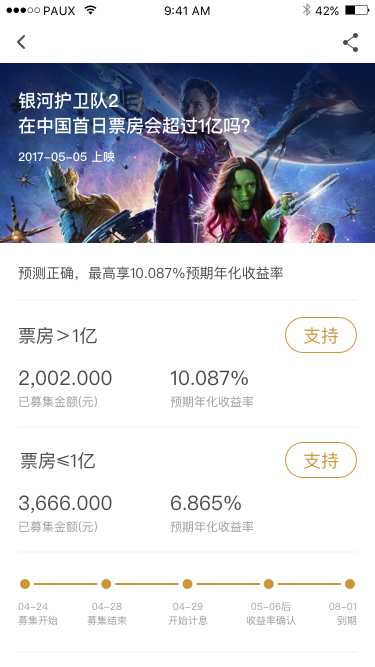 PAUX 9:41 AM 42%
银河护卫队2
在中国首日票房会超过1亿吗?
2017-05-05 上映
预测正确，最高享10.087%预期年化收益率
票房＞1亿 支持
2,002.000 10.087%
已募集金额(元) 预期年化收益率
票房≤1亿 支持
3,666.000 6.865%
已募集金额(元) 预期年化收益率
04-24 04-28 04-29 05-06后 08-01
募集开始 募集结束 开始计息 收益率确认 到期